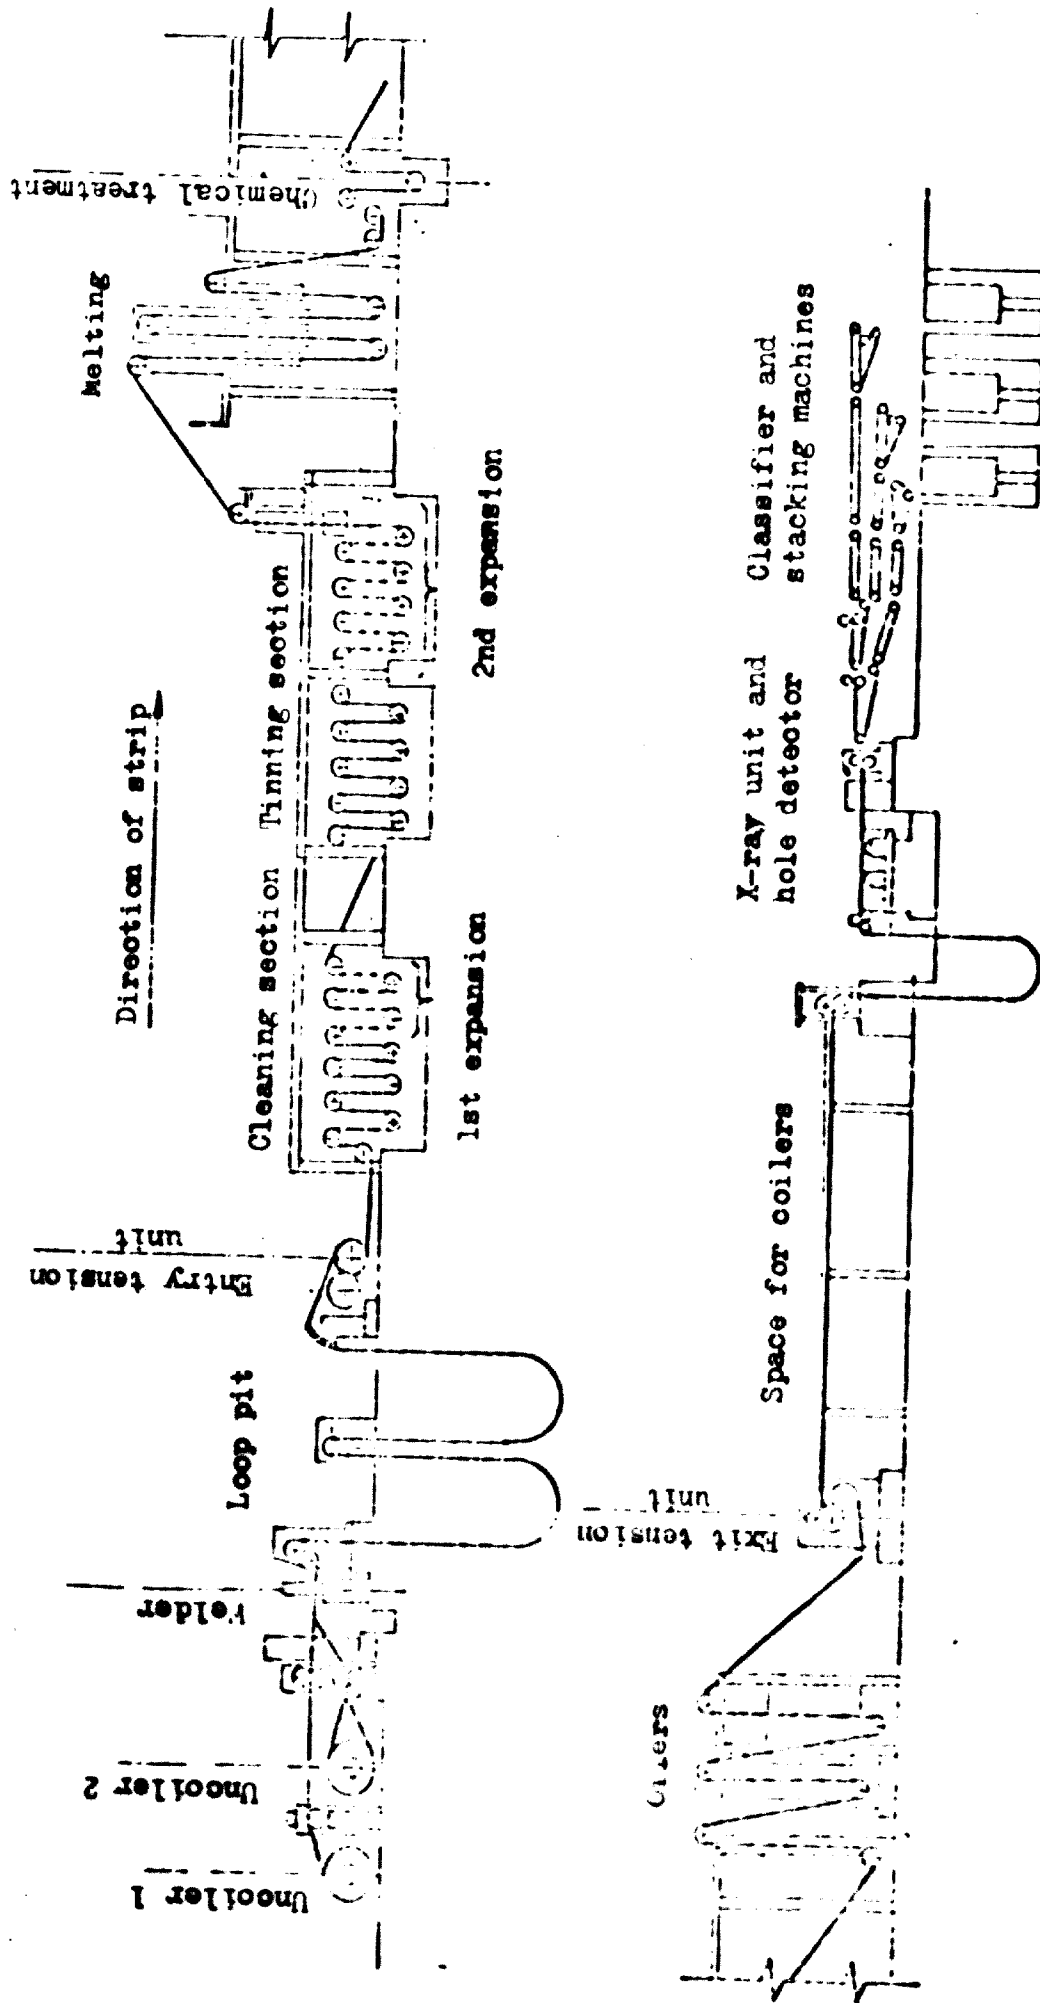 Uncoiler 1
Uncoiler 2
Loop pit
Entry tension
unit
Direction of strip
Cleaning section
Tinning section
1st expansion
2nd expansion
Melting
Chemical treatment
Exit tension
unit
Space for coilers
X-ray unit and
hole detector
Classifier and
stacking machines